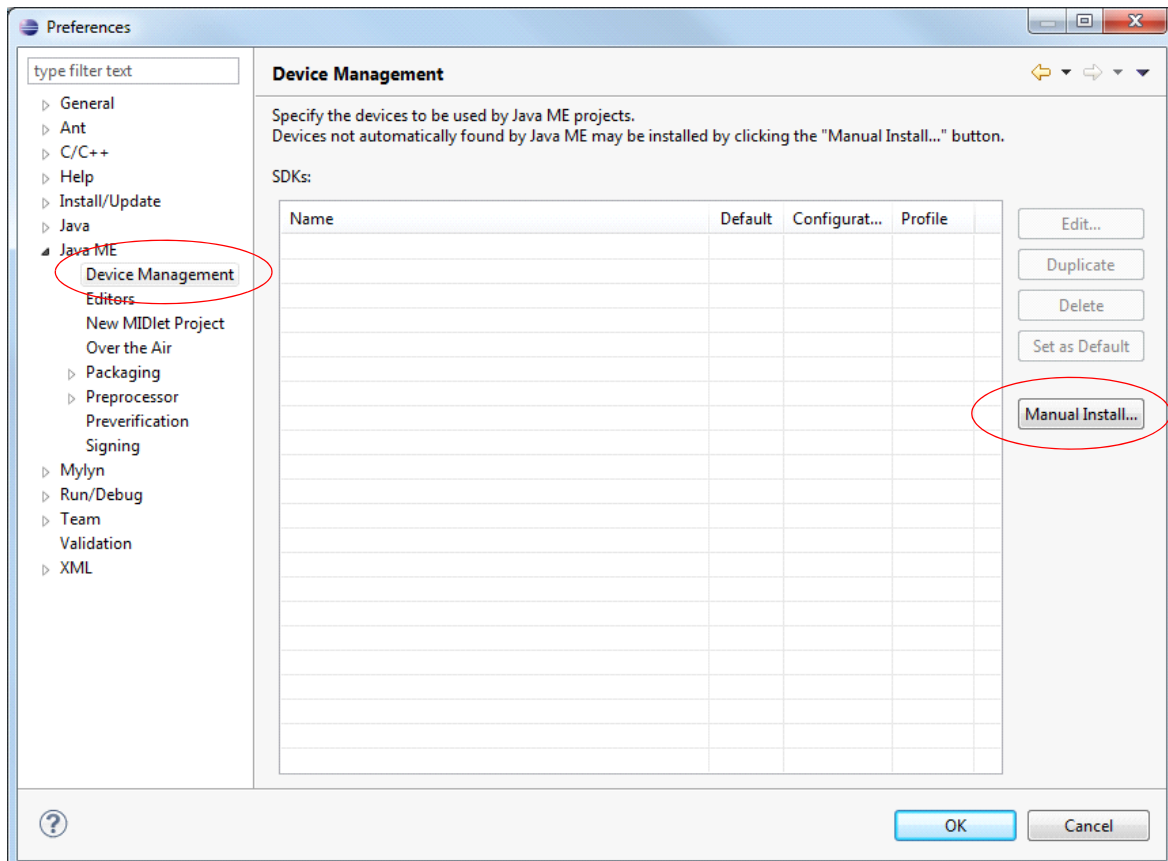 Preferences
type filter text
General
Ant
C/C++
Help
Install/Update
Java
Java ME
Device Management
Editors
New MIDlet Project
Over the Air
Packaging
Preprocessor
Preverification
Signing
Mylyn
Run/Debug
Team
Validation
XML
Device Management
Specify the devices to be used by Java ME projects.
Devices not automatically found by Java ME may be installed by clicking the "Manual Install..." button.
SDKs:
Name Default Configurat... Profile
Edit...
Duplicate
Delete
Set as Default
Manual Install...
?
OK Cancel